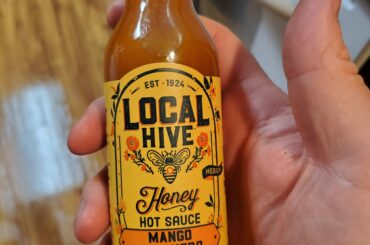 EST - 1924
LOCAL
HIVE
MEDIUM
Honey
HOT SAUCE
MANGO